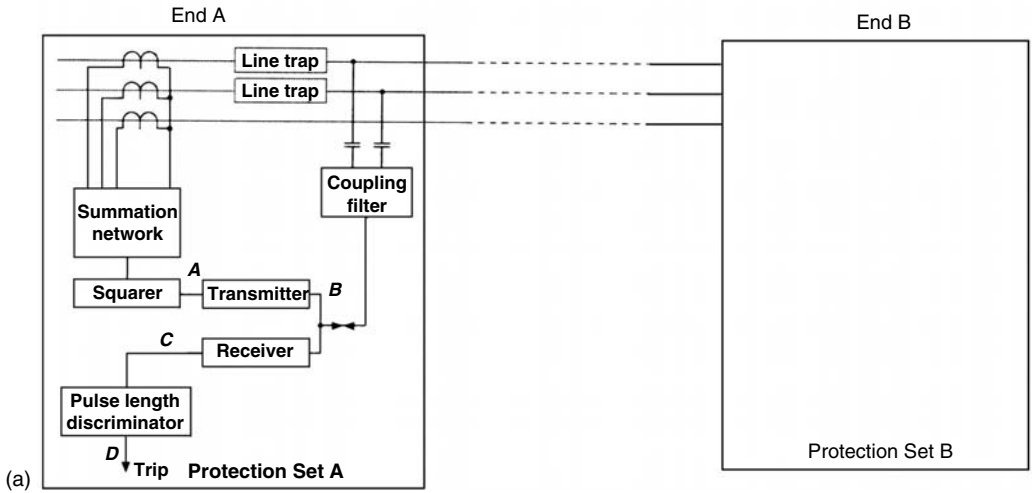 End A
End B
Line trap
Line trap
Coupling
filter
Summation
network
A
B
Squarer
Transmitter
C
Receiver
Pulse length
discriminator
D
Trip
Protection Set A
Protection Set B
(a)